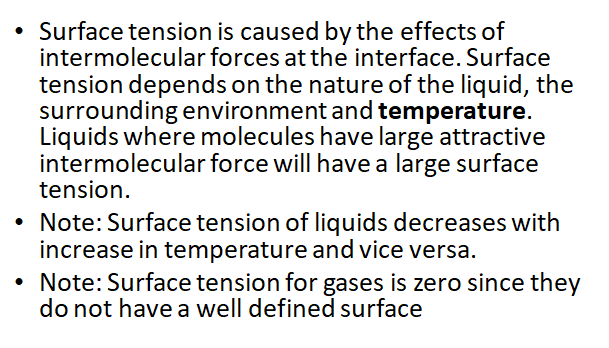 • Surface tension is caused by the effects of
intermolecular forces at the interface. Surface
tension depends on the nature of the liquid, the
surrounding environment and temperature.
Liquids where molecules have large attractive
intermolecular force will have a large surface
tension.
• Note: Surface tension of liquids decreases with
increase in temperature and vice versa.
• Note: Surface tension for gases is zero since they
do not have a well defined surface